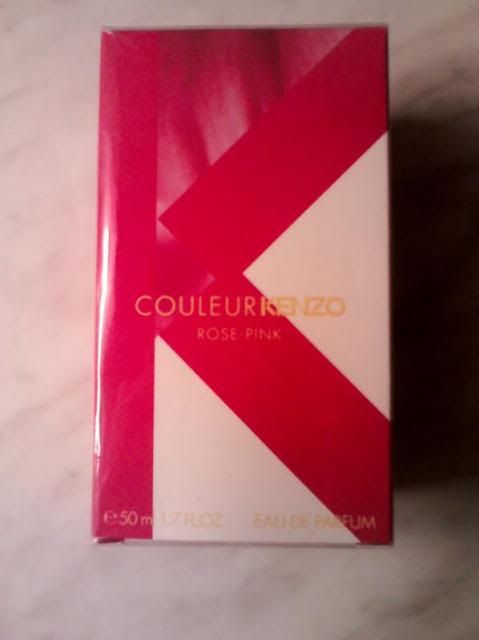 COULEURKENZO
ROSE-PINK
℮50 ml 1.7 FL.OZ. EAU DE PARFUM